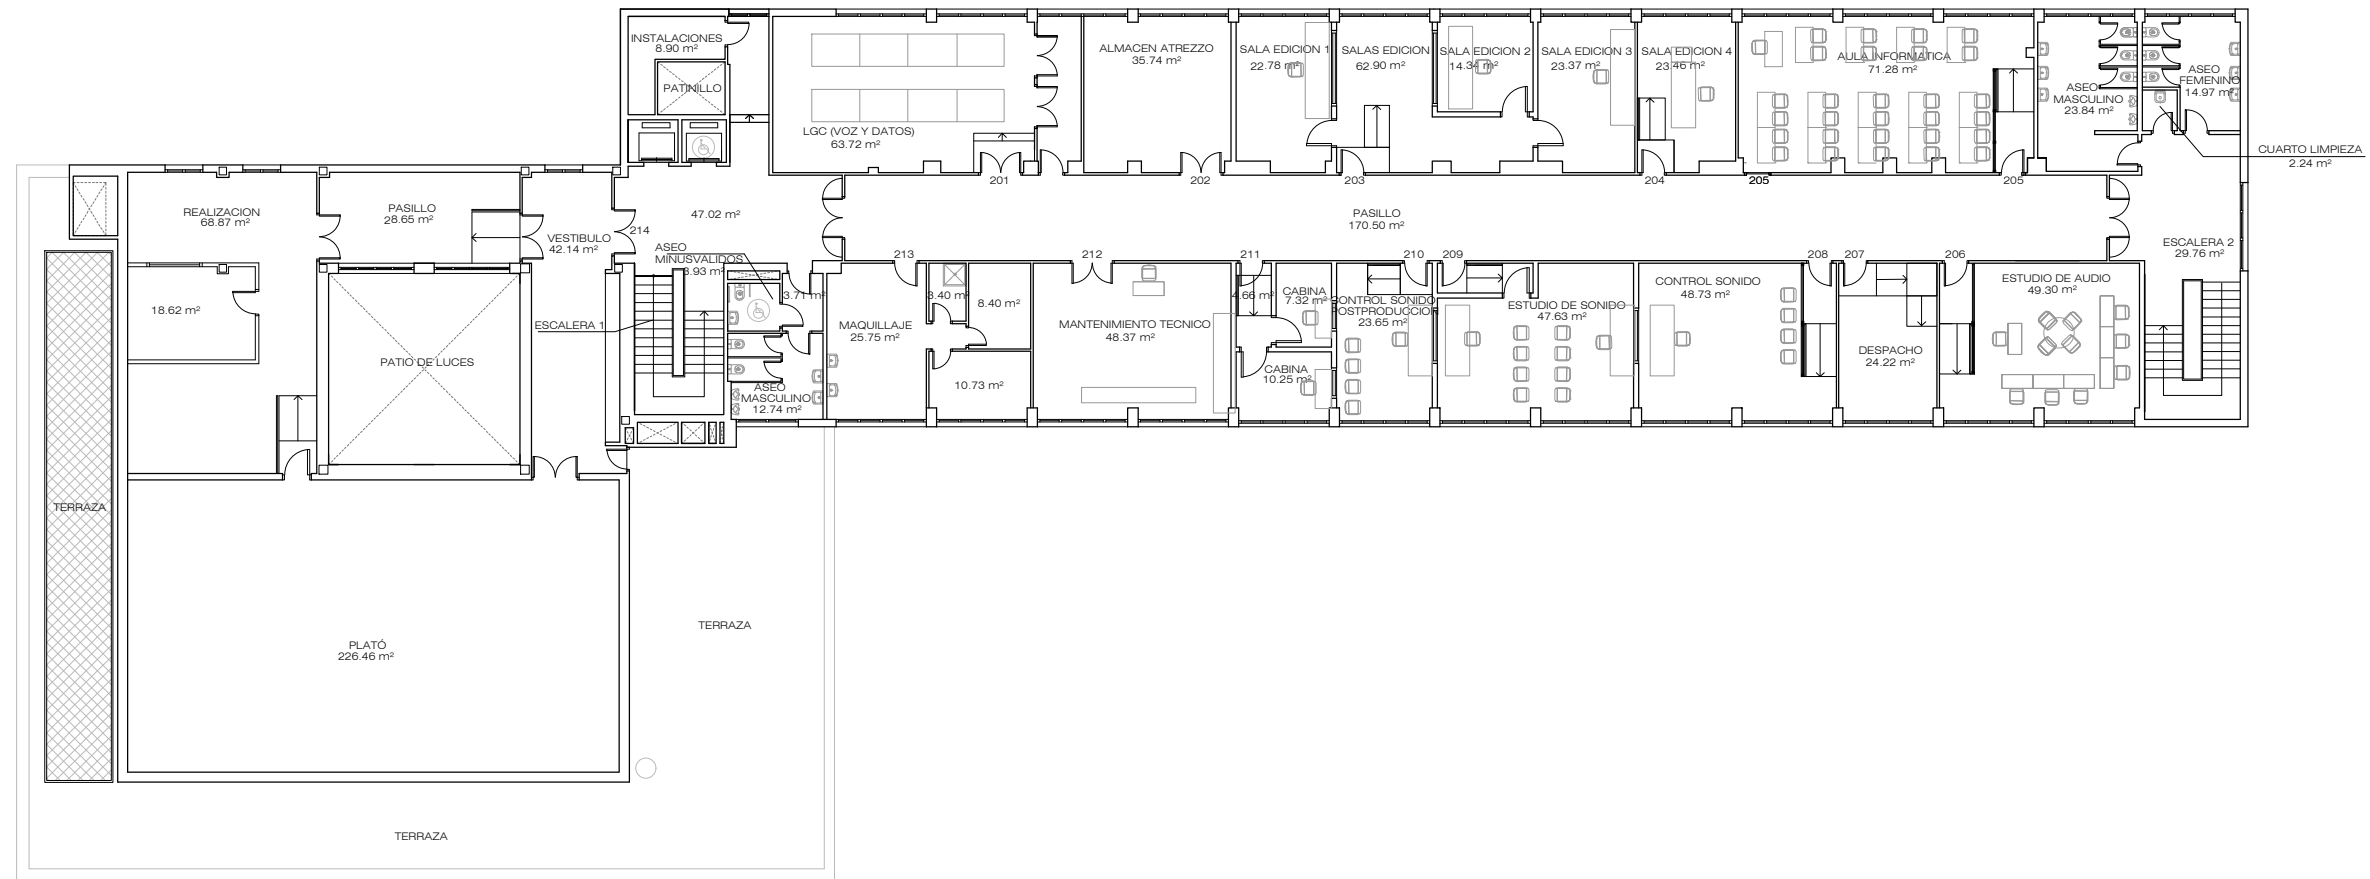 INSTALACIONES
8.90 m²
PATINILLO
LGC (VOZ Y DATOS)
63.72 m²
ALMACEN ATREZZO
35.74 m²
SALA EDICION 1
22.78 m²
SALAS EDICION
62.90 m²
SALA EDICION 2
14.34 m²
SALA EDICION 3
23.37 m²
SALA EDICION 4
23.46 m²
AULA INFORMATICA
71.28 m²
ASEO
MASCULINO
23.84 m²
ASEO
FEMENINO
14.97 m²
CUARTO LIMPIEZA
2.24 m²
201
202
203
204
205
205
REALIZACION
68.87 m²
PASILLO
28.65 m²
VESTIBULO
42.14 m²
214
47.02 m²
PASILLO
170.50 m²
ESCALERA 2
29.76 m²
ASEO
MINUSVALIDOS
3.93 m²
213
212
211
210
209
208
207
206
18.62 m²
PATIO DE LUCES
ESCALERA 1
3.71 m²
MAQUILLAJE
25.75 m²
3.40 m²
8.40 m²
10.73 m²
MANTENIMIENTO TECNICO
48.37 m²
4.66 m²
CABINA
7.32 m²
CABINA
10.25 m²
CONTROL SONIDO
POSTPRODUCCION
23.65 m²
ESTUDIO DE SONIDO
47.63 m²
CONTROL SONIDO
48.73 m²
DESPACHO
24.22 m²
ESTUDIO DE AUDIO
49.30 m²
ASEO
MASCULINO
12.74 m²
TERRAZA
PLATÓ
226.46 m²
TERRAZA
TERRAZA